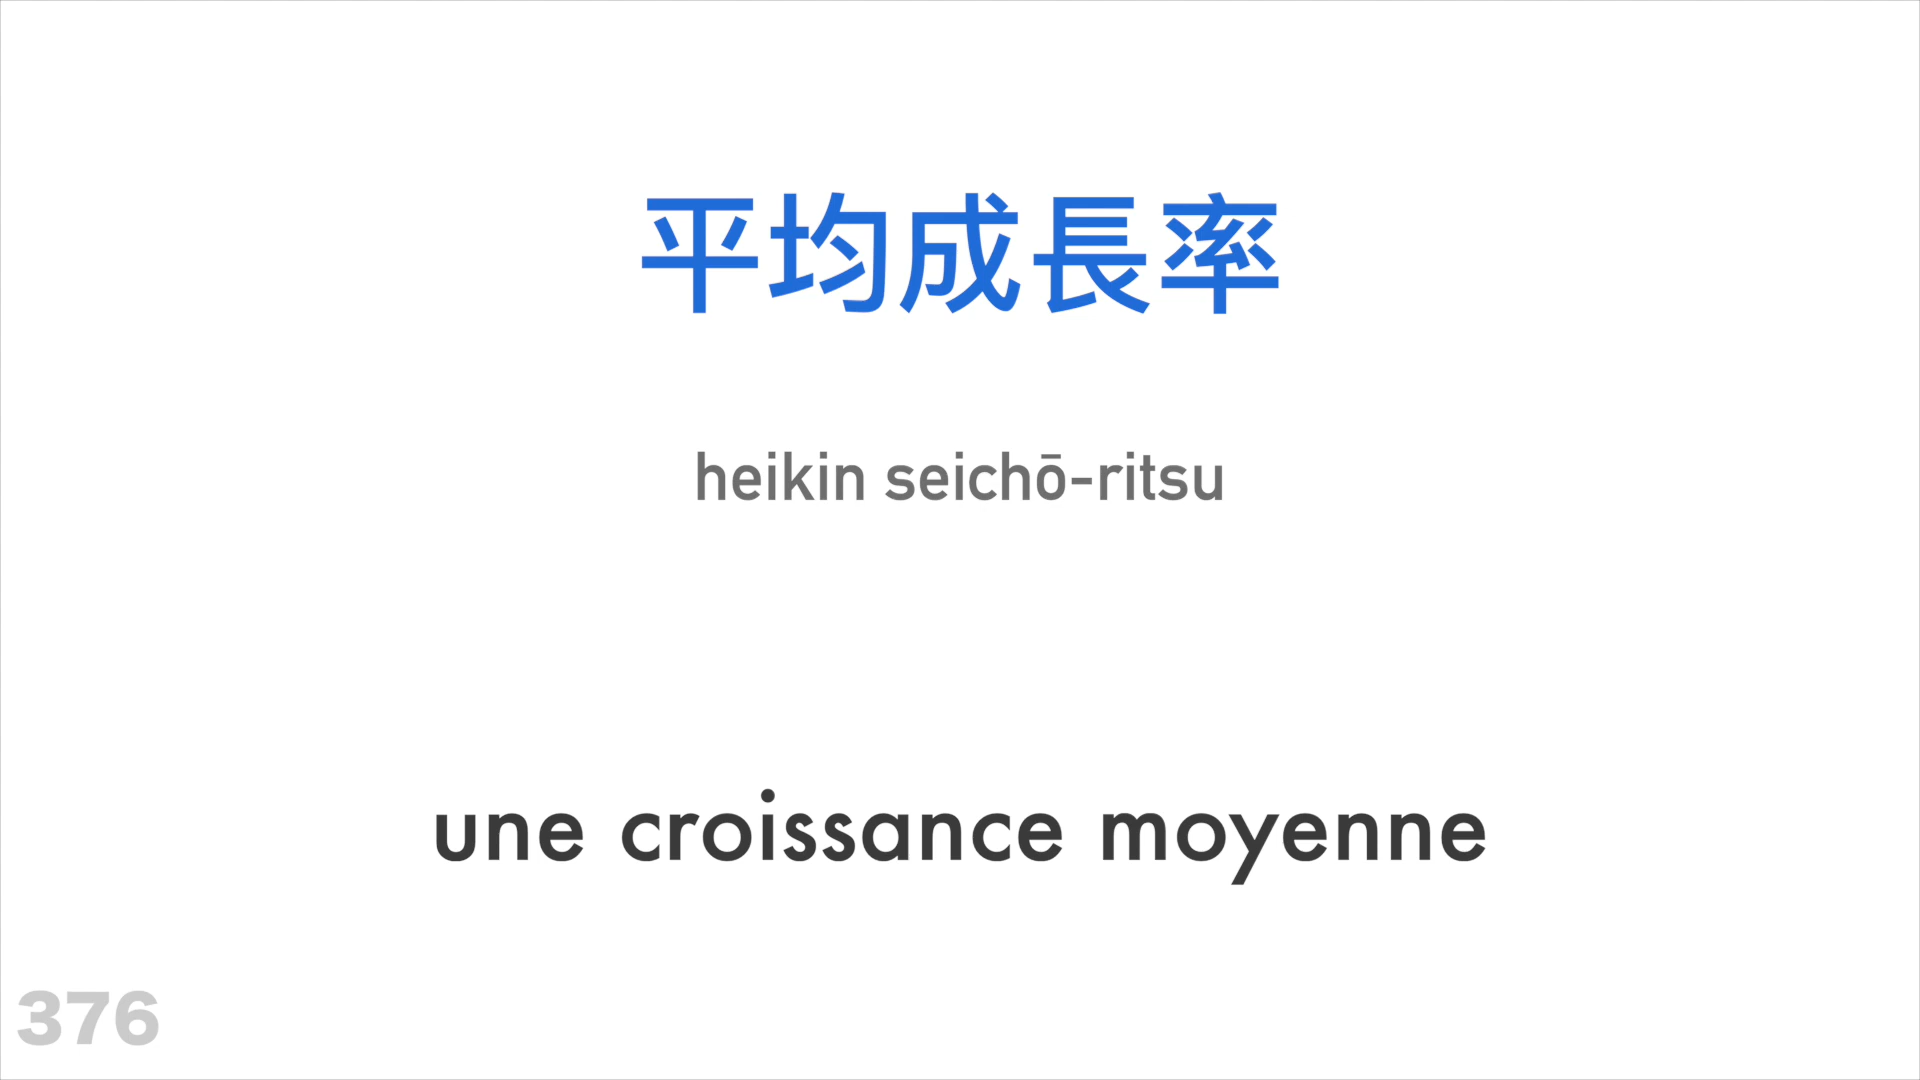 平均成長率
heikin seichō-ritsu
une croissance moyenne
376